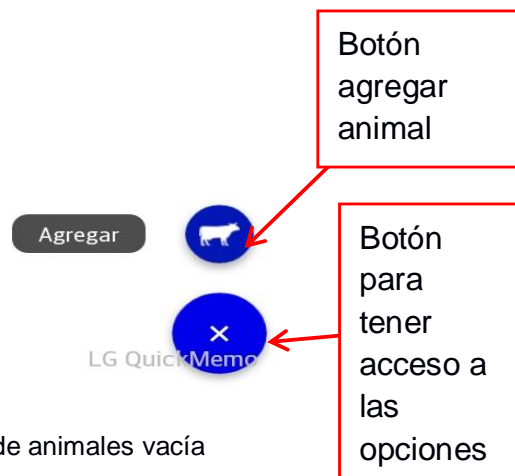 Botón
agregar
animal
Agregar
Botón
para
tener
acceso a
las
opciones
LG QuickMemo
de animales vacía